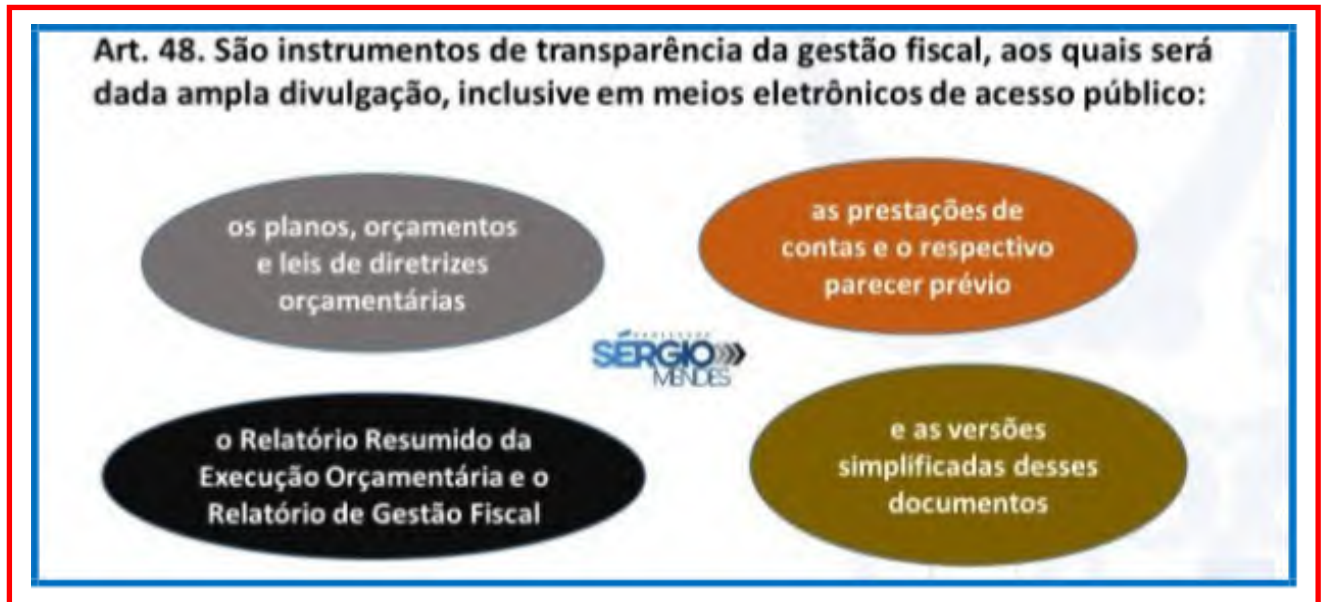 Art. 48. São instrumentos de transparência da gestão fiscal, aos quais será
dada ampla divulgação, inclusive em meios eletrônicos de acesso público:
os planos, orçamentos
e leis de diretrizes
orçamentárias
as prestações de
contas e o respectivo
parecer prévio
PROFESSOR
SÉRGIO
MENDES
o Relatório Resumido da
Execução Orçamentária e o
Relatório de Gestão Fiscal
e as versões
simplificadas desses
documentos